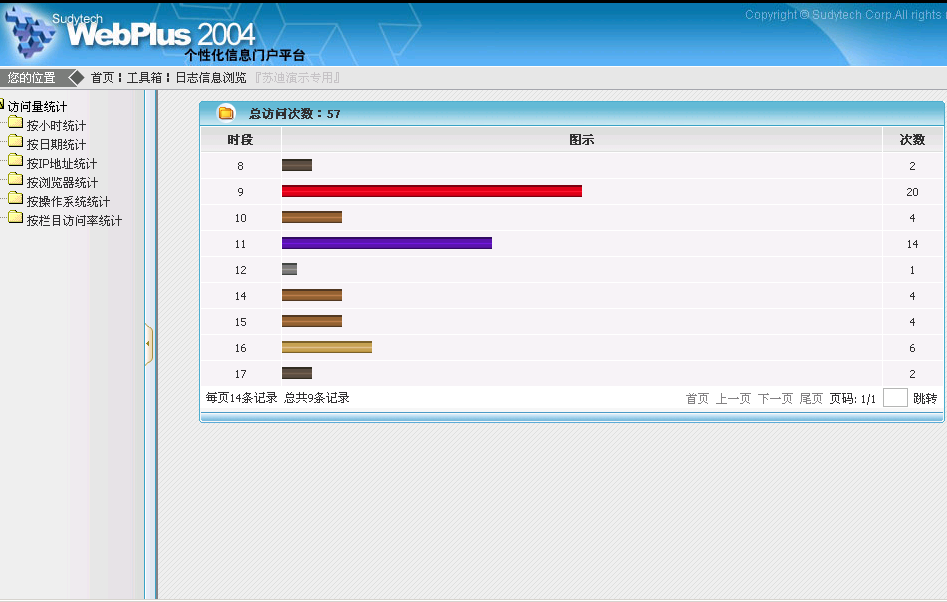 Sudytech
WebPlus 2004
个性化信息门户平台
Copyright © Sudytech Corp.All rights
您的位置 首页 工具箱 日志信息浏览 『苏迪演示专用』
访问量统计
按小时统计
按日期统计
按IP地址统计
按浏览器统计
按操作系统统计
按栏目访问率统计
总访问次数：57
时段 图示 次数
8 2
9 20
10 4
11 14
12 1
14 4
15 4
16 6
17 2
每页14条记录 总共9条记录 首页 上一页 下一页 尾页 页码: 1/1 跳转